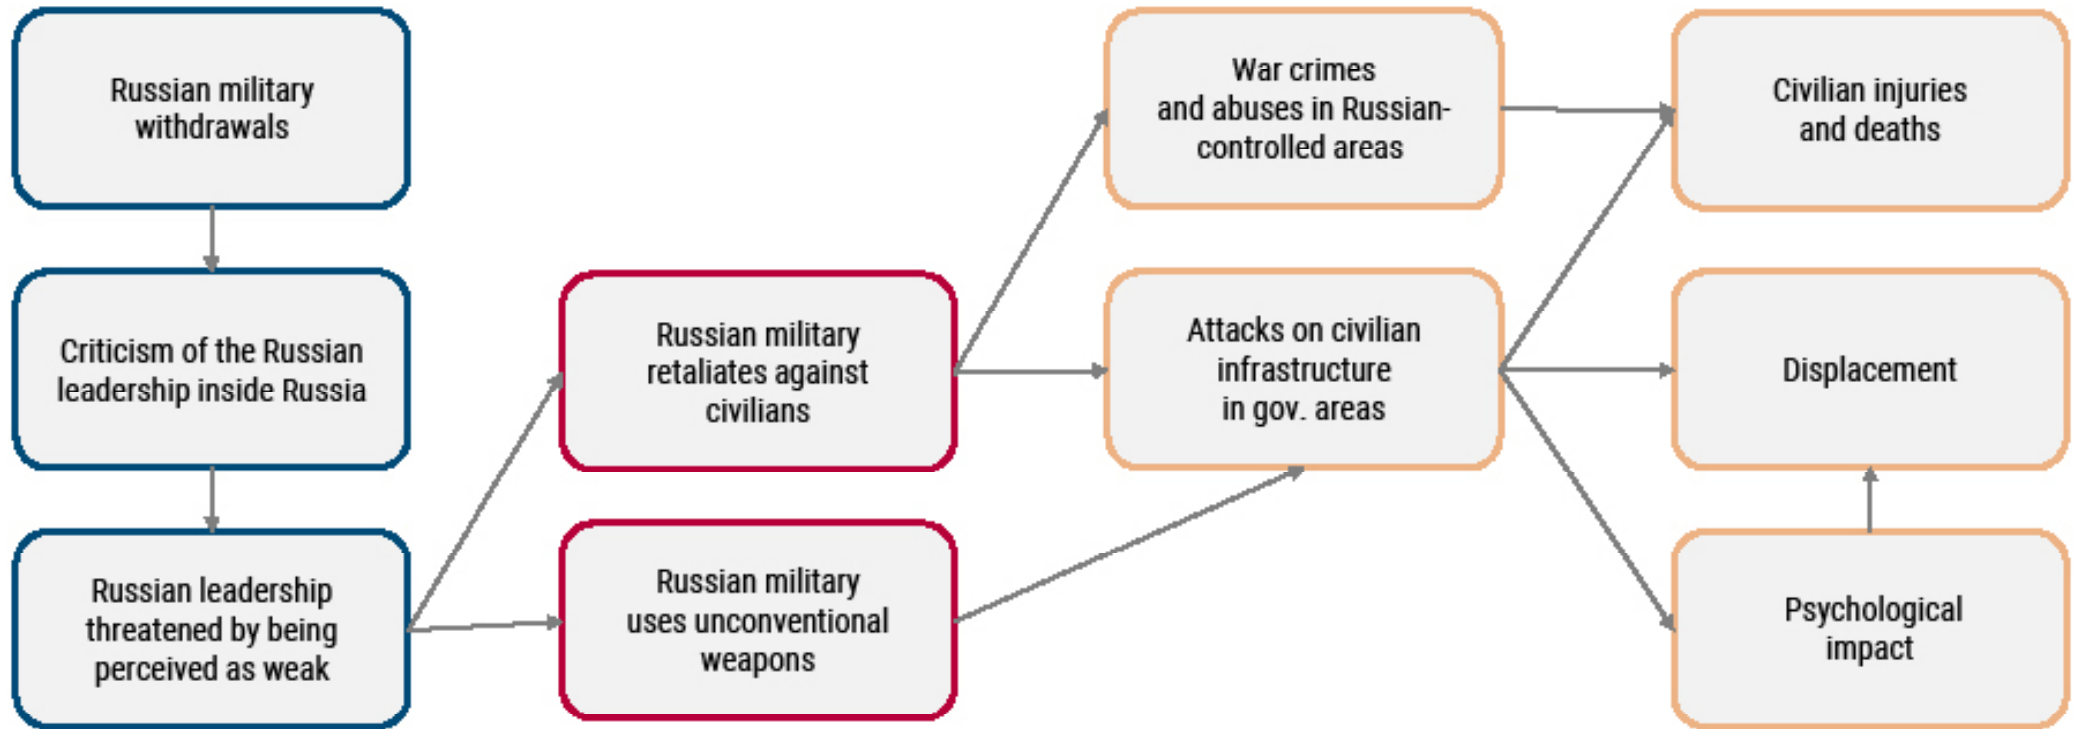 Russian military
withdrawals
Criticism of the Russian
leadership inside Russia
Russian leadership
threatened by being
perceived as weak
Russian military
retaliates against
civilians
Russian military
uses unconventional
weapons
War crimes
and abuses in Russian-
controlled areas
Attacks on civilian
infrastructure
in gov. areas
Civilian injuries
and deaths
Displacement
Psychological
impact